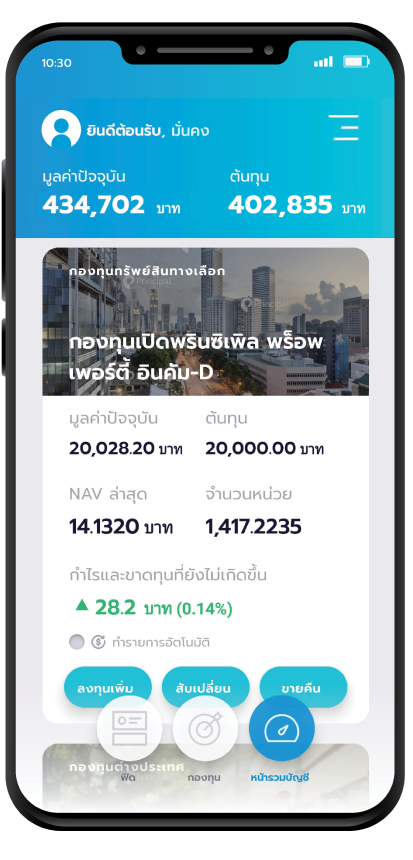 10:30
ยินดีต้อนรับ, มั่นคง
มูลค่าปัจจุบัน ต้นทุน
434,702 บาท 402,835 บาท
กองทุนทรัพย์สินทางเลือก
Principal
Principal
กองทุนเปิดพรินซิเพิล พร็อพ
เพอร์ตี้ อินคัม-D
มูลค่าปัจจุบัน ต้นทุน
20,028.20 บาท 20,000.00 บาท
NAV ล่าสุด จำนวนหน่วย
14.1320 บาท 1,417.2235
กำไรและขาดทุนที่ยังไม่เกิดขึ้น
▲ 28.2 บาท (0.14%)
ทำรายการอัตโนมัติ
ลงทุนเพิ่ม สับเปลี่ยน ขายคืน
กองทุนต่างประเทศ
ฟีด กองทุน หน้ารวมบัญชี